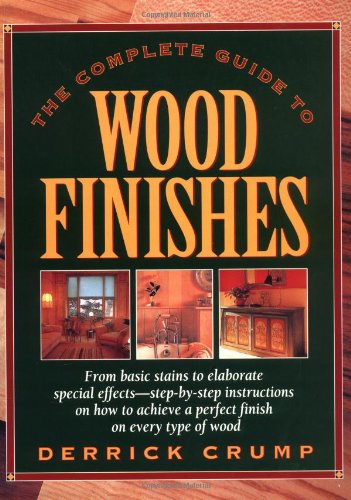 THE COMPLETE GUIDE TO
WOOD
FINISHES
From basic stains to elaborate
special effects—step-by-step instructions
on how to achieve a perfect finish
on every type of wood
DERRICK CRUMP